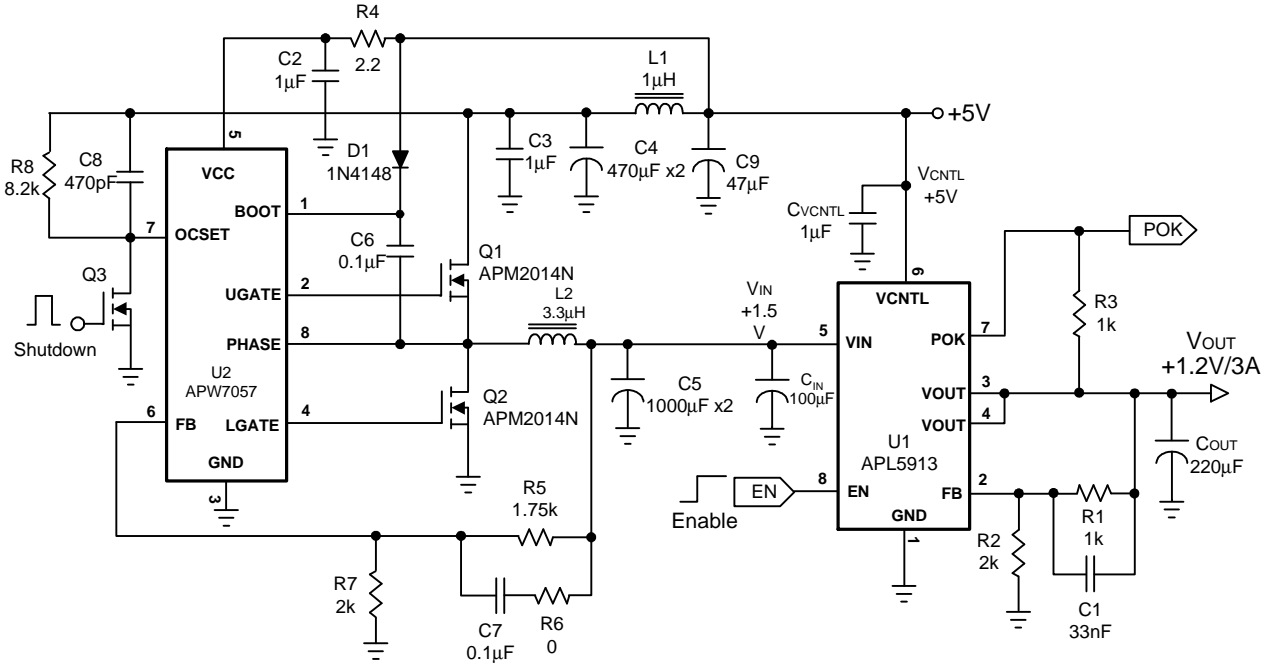 R4
2.2
C2
1μF
L1
1μH
+5V
5
R8
8.2k
C8
470pF
VCC
D1
1N4148
C3
1μF
C4
470μF x2
C9
47μF
VCNTL
+5V
CVCNTL
1μF
POK
BOOT
1
7
OCSET
C6
0.1μF
Q1
APM2014N
6
VCNTL
Q3
UGATE
2
L2
3.3μH
VIN
+1.5
V
R3
1k
POK
7
Shutdown
PHASE
8
5
VIN
VOUT
+1.2V/3A
U2
APW7057
C5
1000μF x2
CIN
100μF
VOUT
3
VOUT
4
Q2
APM2014N
6
FB
LGATE
4
U1
APL5913
COUT
220μF
GND
3
8
EN
EN
Enable
FB
2
R5
1.75k
GND
1
R1
1k
R2
2k
R7
2k
C7
0.1μF
R6
0
C1
33nF